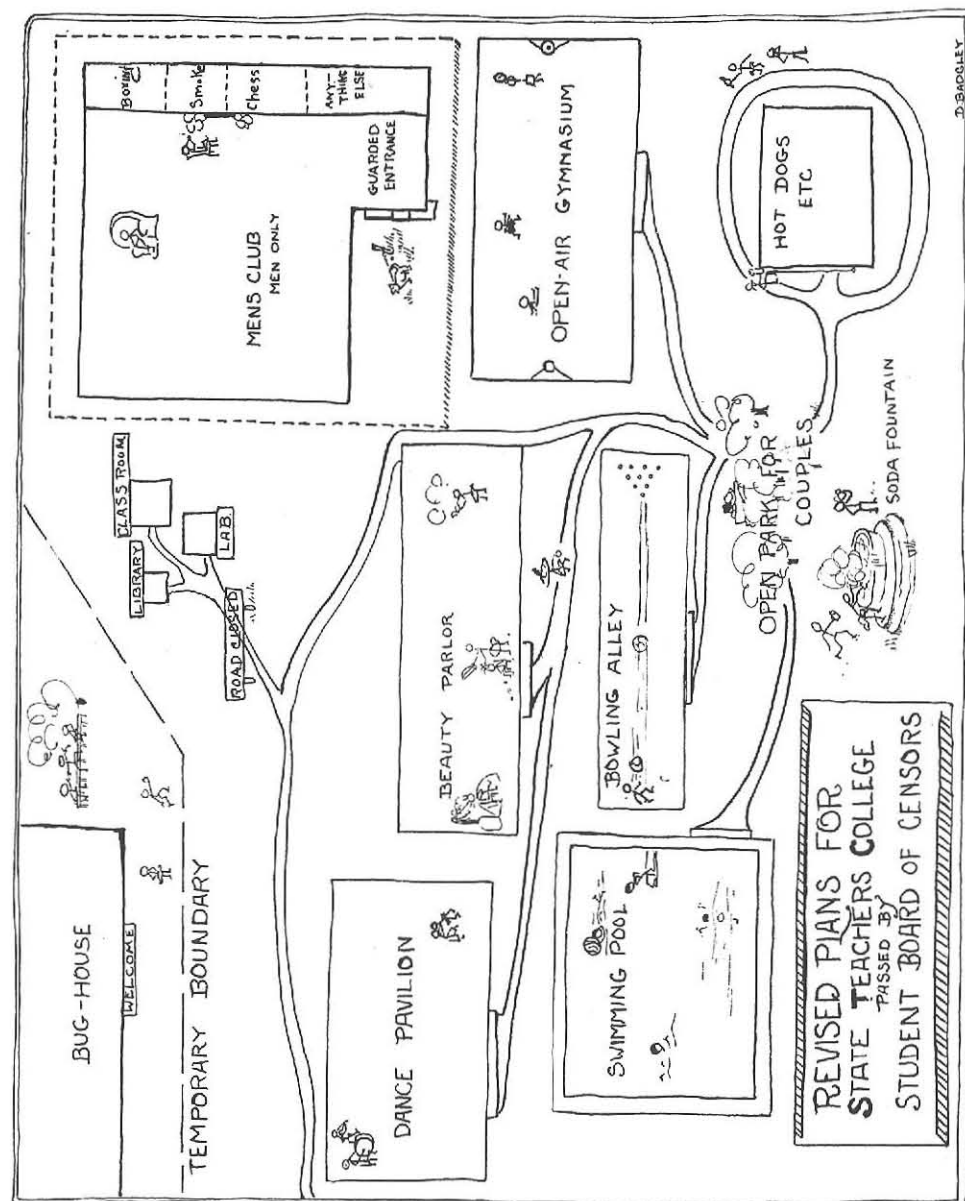 BUG-HOUSE
WELCOME
TEMPORARY BOUNDARY
LIBRARY
CLASS ROOM
LAB.
ROAD CLOSED
MENS CLUB
MEN ONLY
Boxing
Smoke
Chess
ANY-
THING
ELSE
GUARDED
ENTRANCE
DANCE PAVILION
BEAUTY PARLOR
OPEN-AIR GYMNASIUM
SWIMMING POOL
BOWLING ALLEY
OPEN PARK FOR
COUPLES
HOT DOGS
ETC
SODA FOUNTAIN
REVISED PLANS FOR
STATE TEACHERS COLLEGE
PASSED BY
STUDENT BOARD OF CENSORS
D. BADGLEY